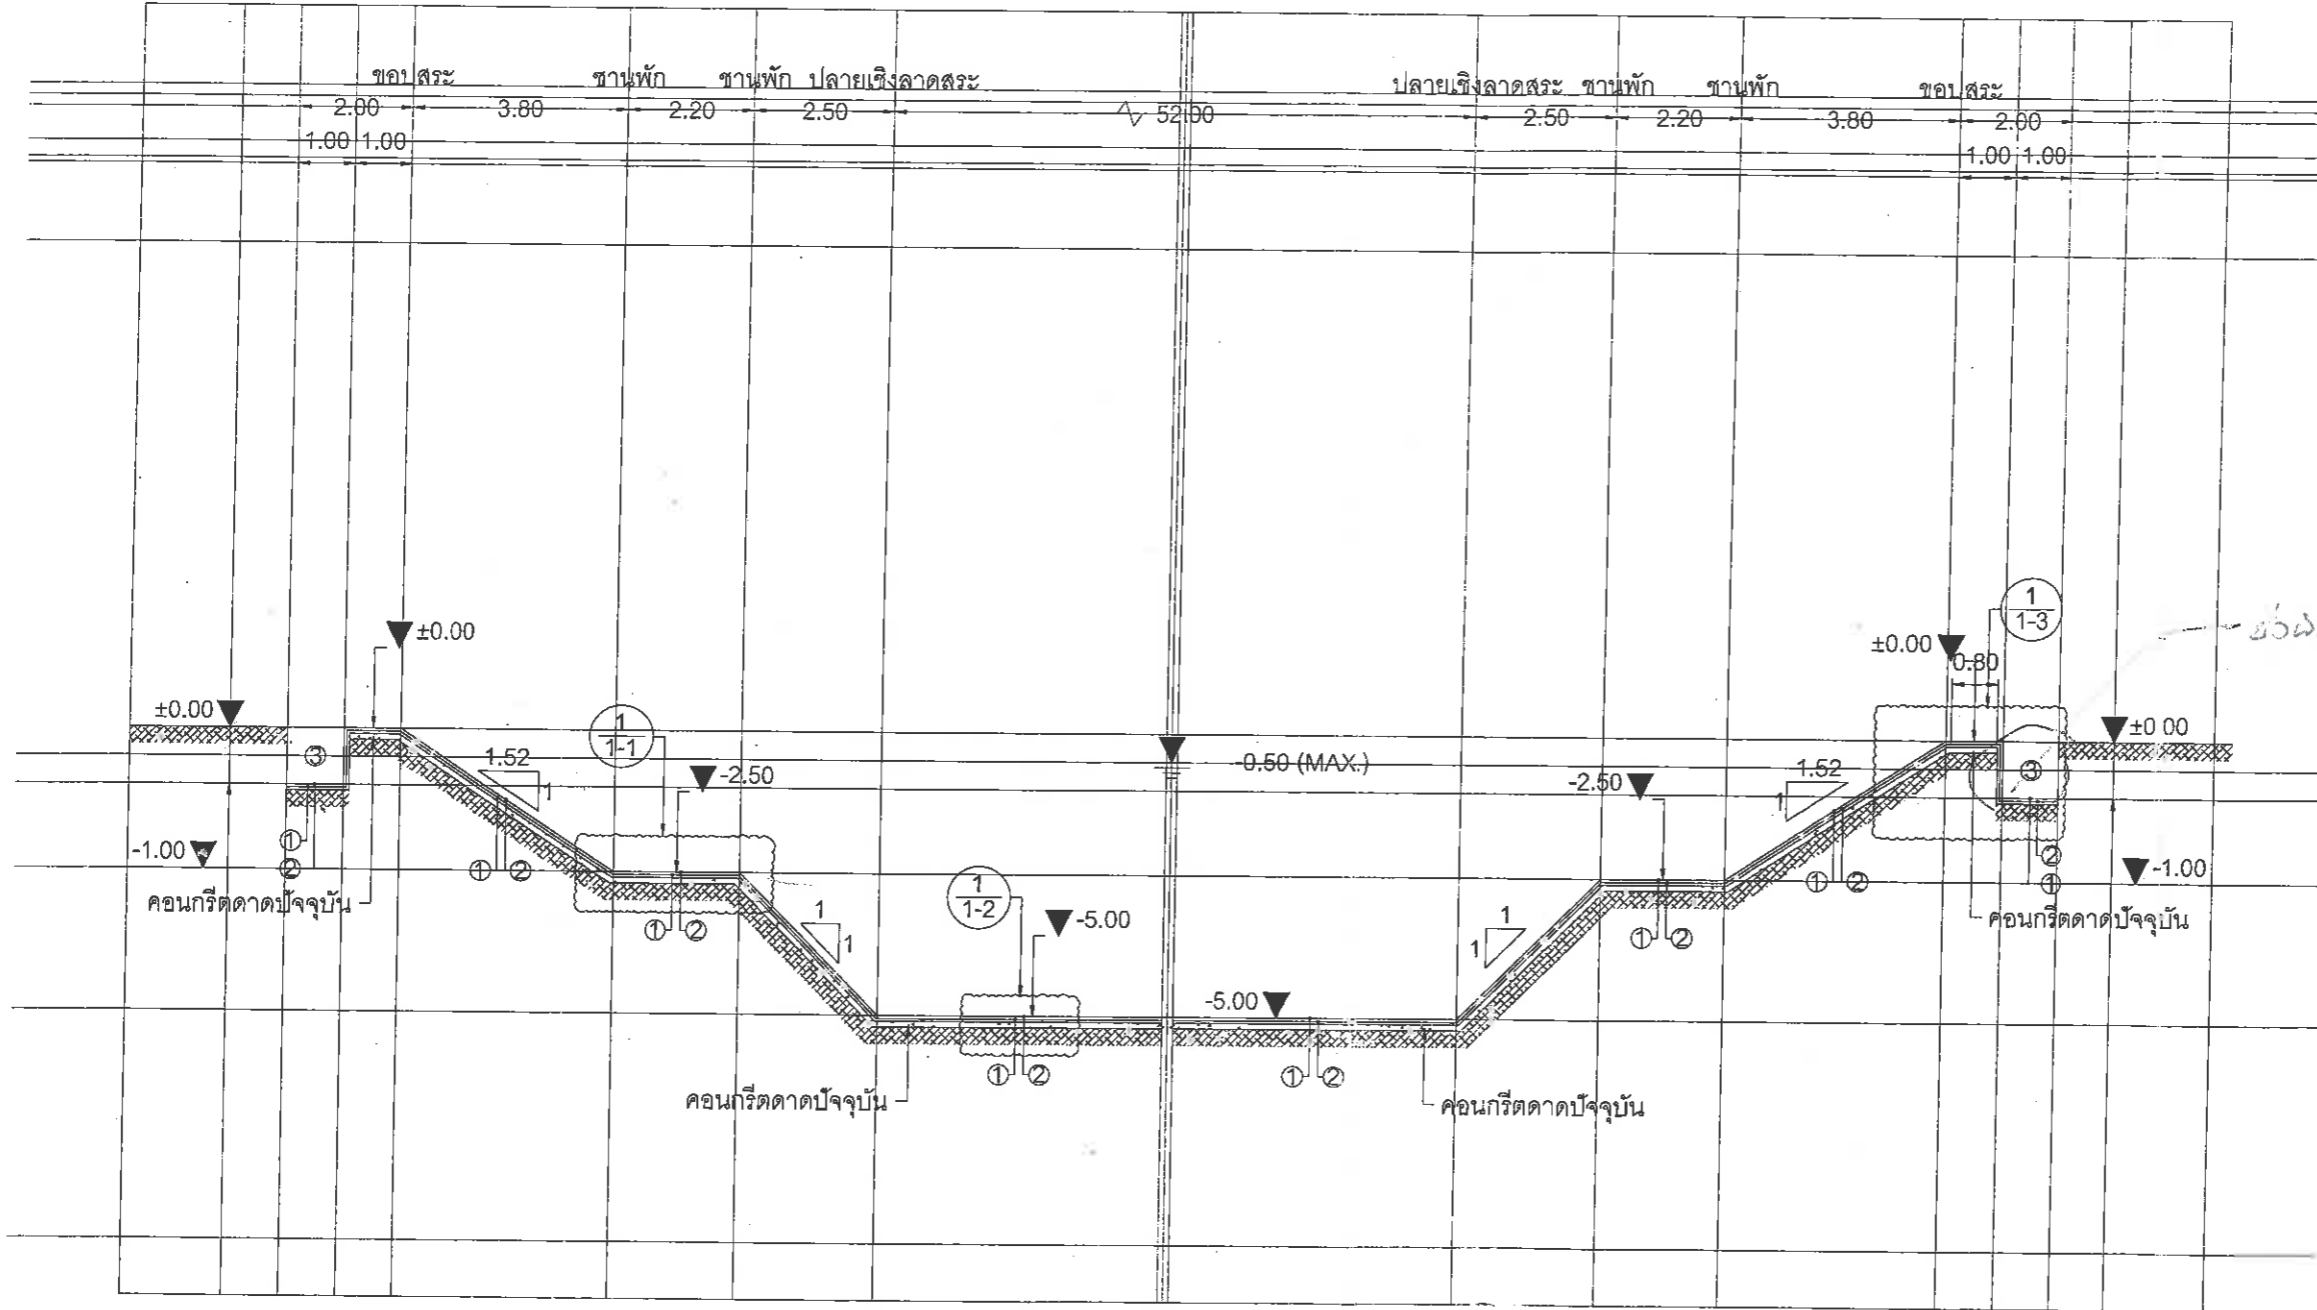 ขอบสระ ชานพัก ชานพัก ปลายเชิงลาดสระ ปลายเชิงลาดสระ ชานพัก ชานพัก ขอบสระ
2.00 3.80 2.20 2.50 52.00 2.50 2.20 3.80 2.00
1.00 1.00 1.00 1.00
1
1-3
±0.00 ±0.00
0.80
±0.00 ±0.00
1
1-1
③ 1.52 -2.50 -0.50 (MAX.) -2.50 1.52 ③
1 1
① ②
-1.00 ② ① ② ① ② ① -1.00
คอนกรีตดาดปัจจุบัน คอนกรีตดาดปัจจุบัน
1
1-2
1 -5.00 1
① ② 1 1 ① ②
-5.00
① ② ① ②
คอนกรีตดาดปัจจุบัน คอนกรีตดาดปัจจุบัน